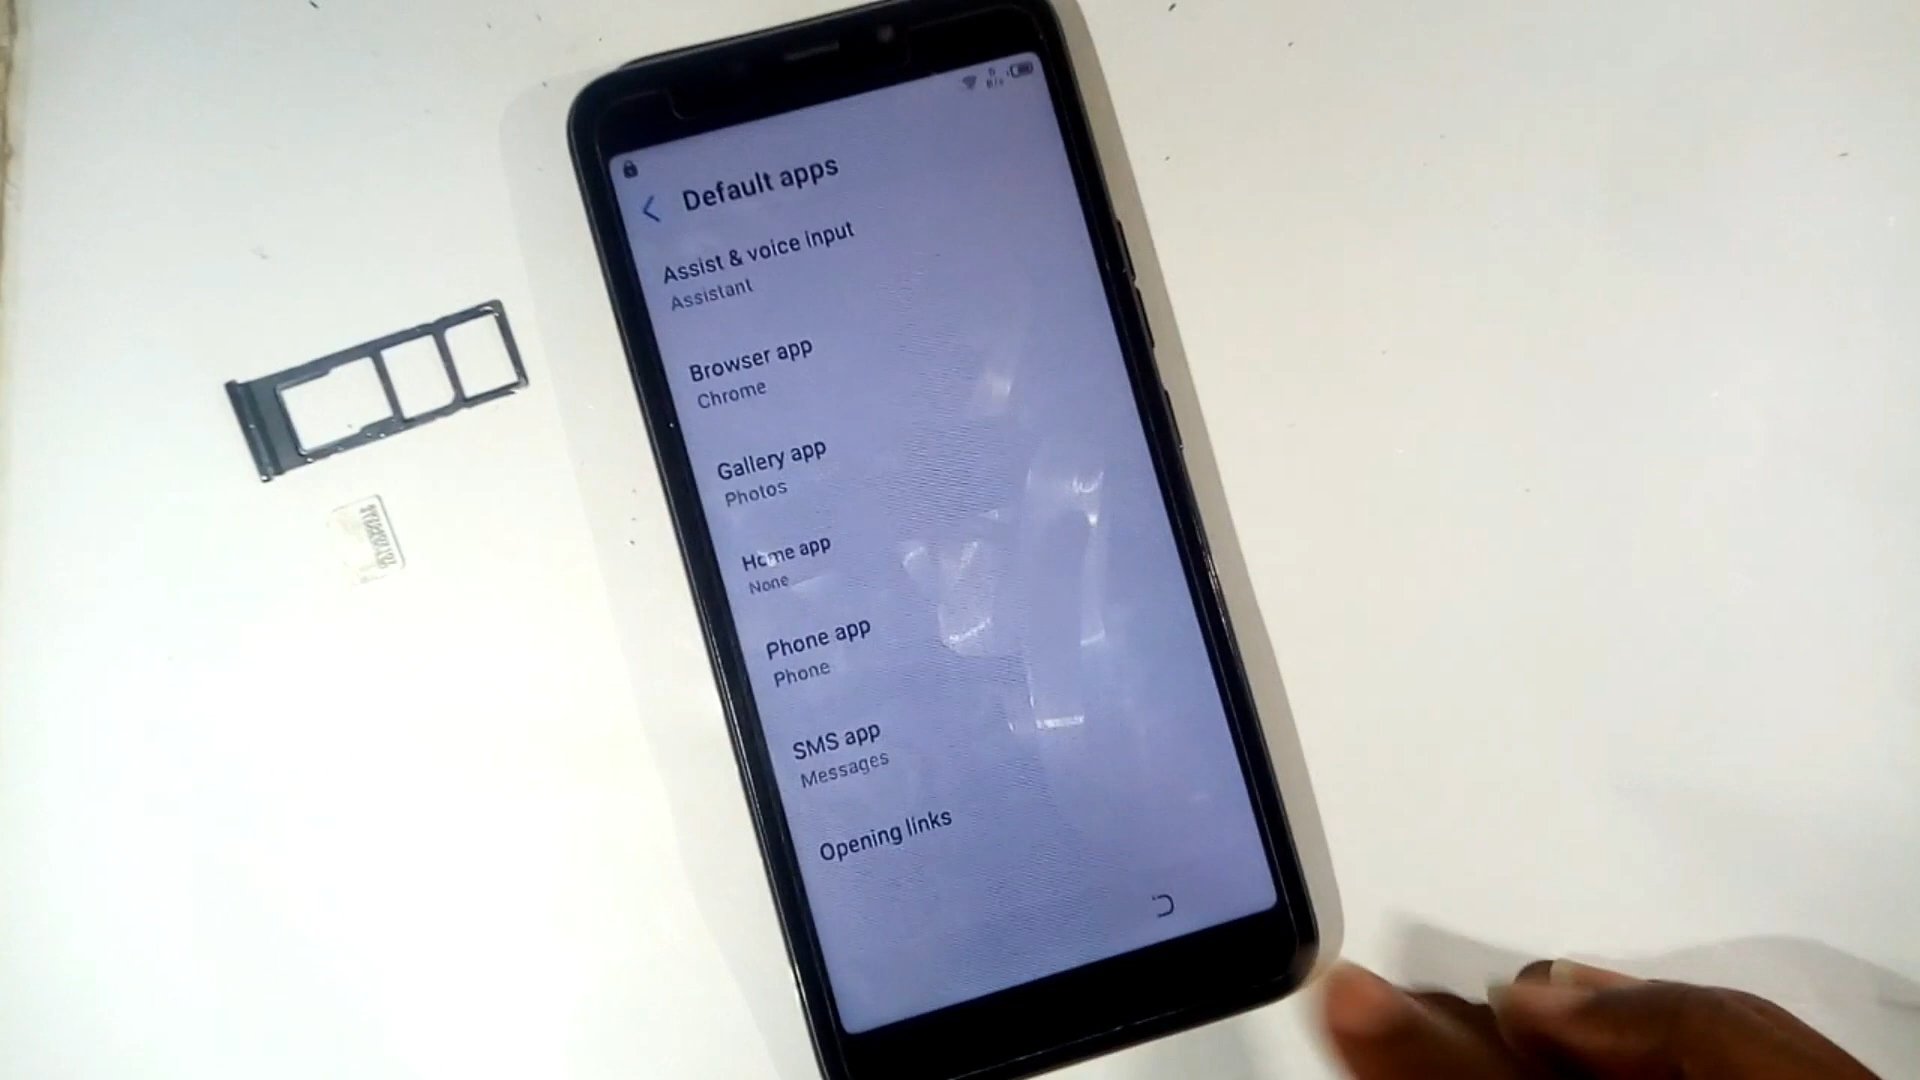 Default apps
Assist & voice input
Assistant
Browser app
Chrome
Gallery app
Photos
Home app
None
Phone app
Phone
SMS app
Messages
Opening links